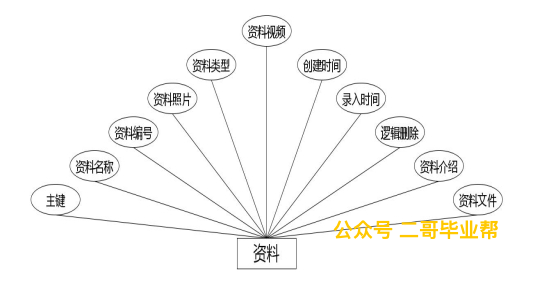 资料视频
资料类型
创建时间
资料照片
录入时间
资料编号
逻辑删除
资料名称
资料介绍
主键
资料文件
公众号 二哥毕业帮
资料